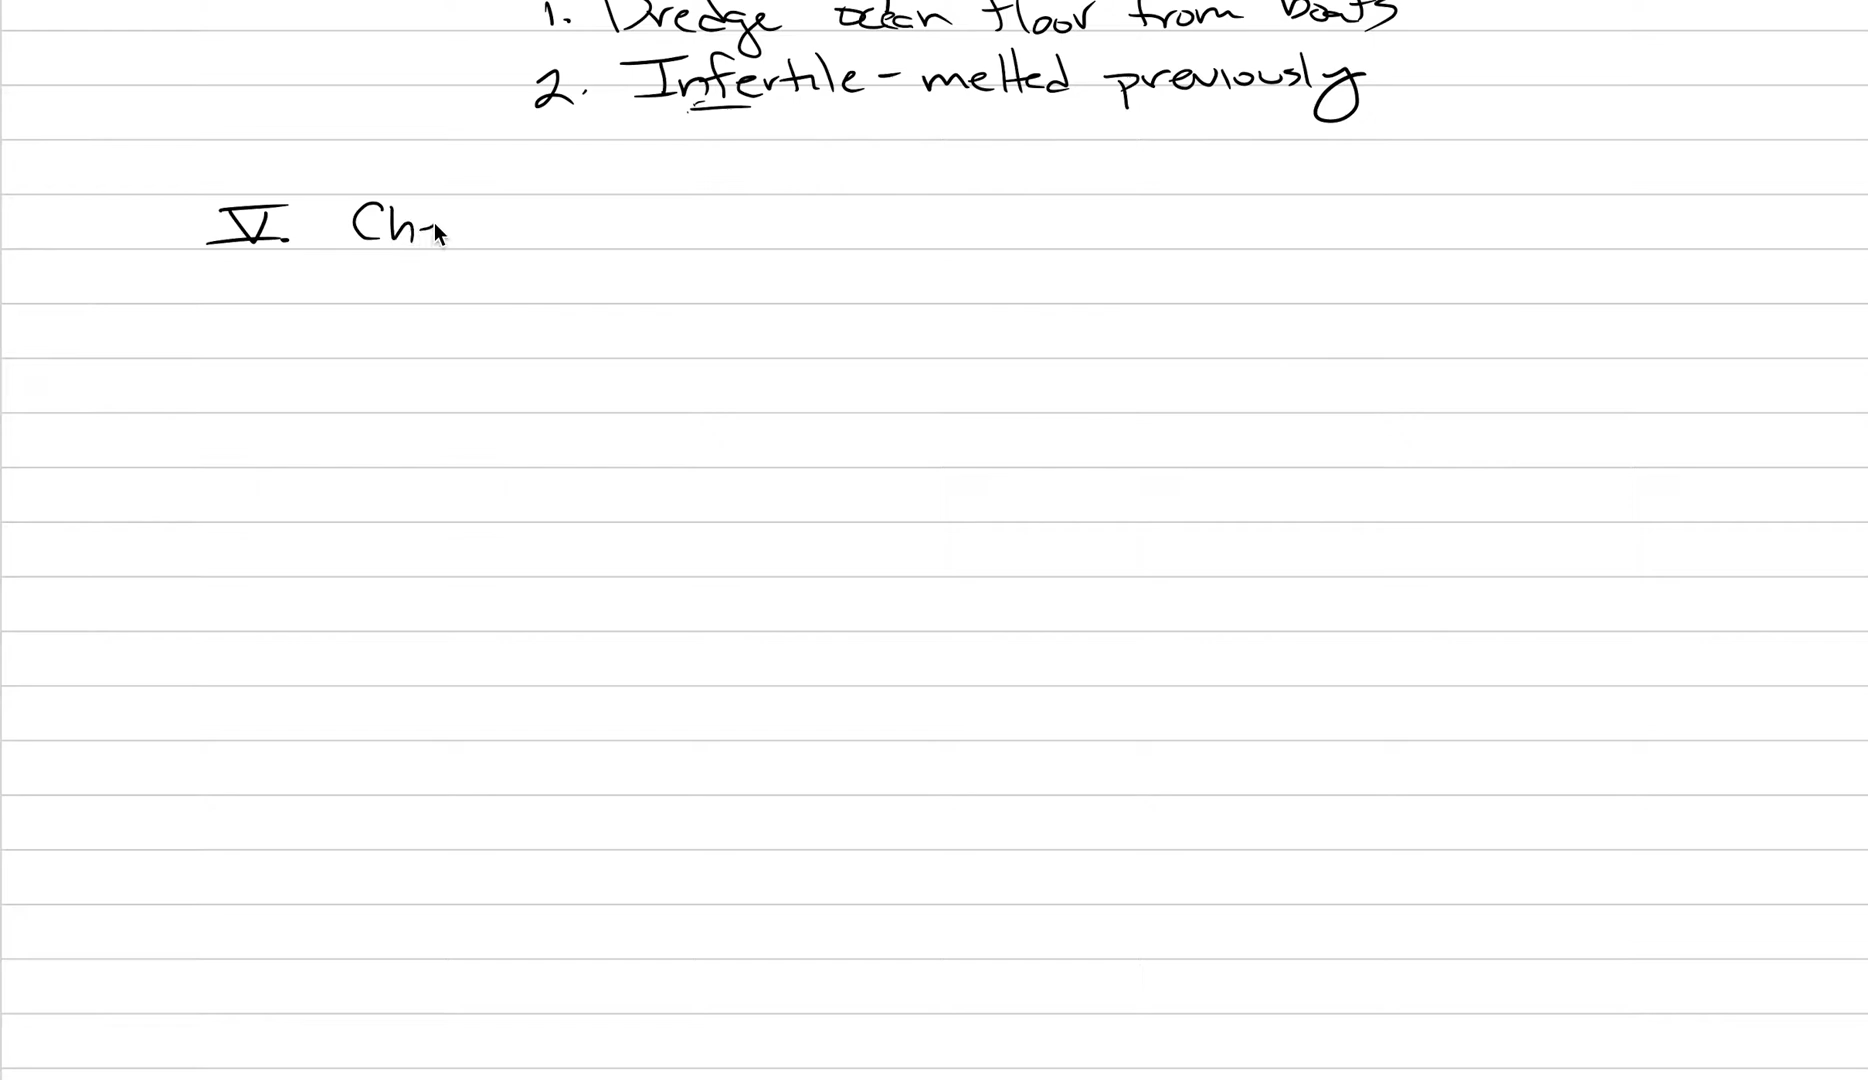 1. Dredge ocean floor from boats
2. Infertile - melted previously
V. Ch